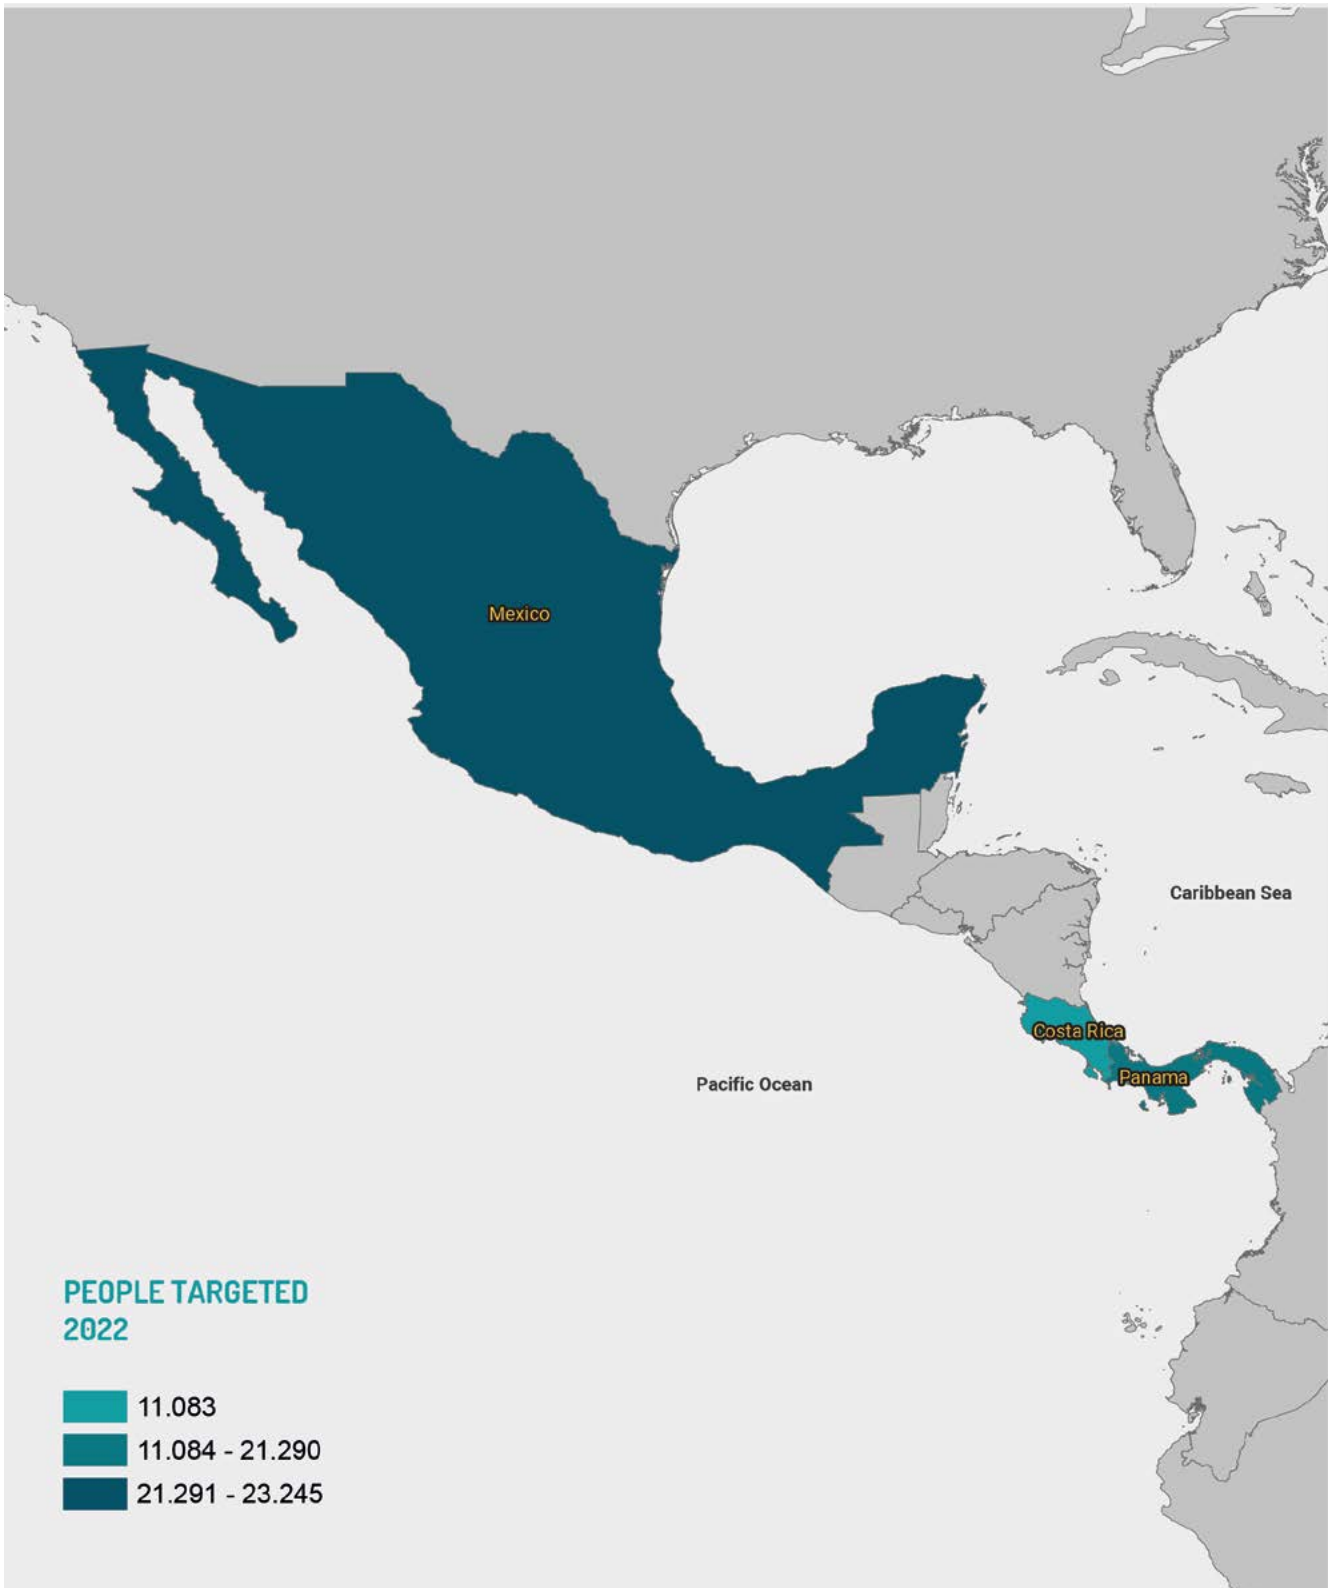 Mexico
Caribbean Sea
Costa Rica
Panama
Pacific Ocean
PEOPLE TARGETED
2022
11.083
11.084 - 21.290
21.291 - 23.245